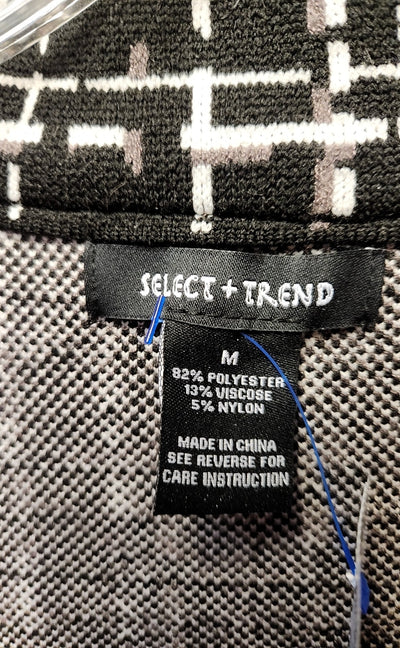 SELECT + TREND
M
82% POLYESTER
13% VISCOSE
5% NYLON
MADE IN CHINA
SEE REVERSE FOR
CARE INSTRUCTION